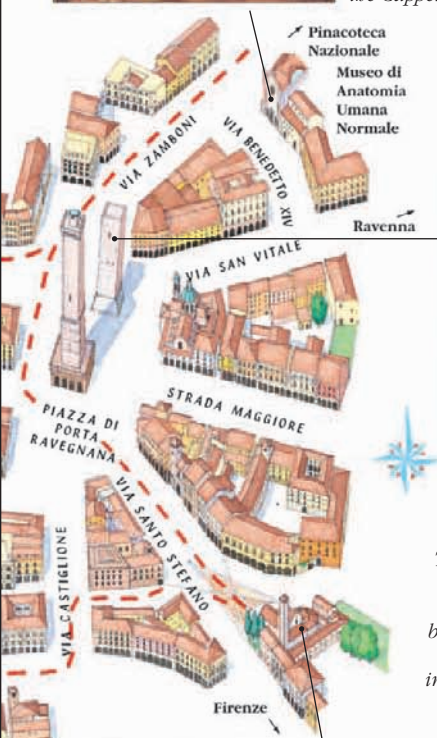 Pinacoteca
Nazionale
Museo di
Anatomia
Umana
Normale
VIA ZAMBONI
VIA BENEDETTO XIV
Ravenna
VIA SAN VITALE
STRADA MAGGIORE
PIAZZA DI
PORTA
RAVEGNANA
VIA SANTO STEFANO
VIA CASTIGLIONE
Firenze